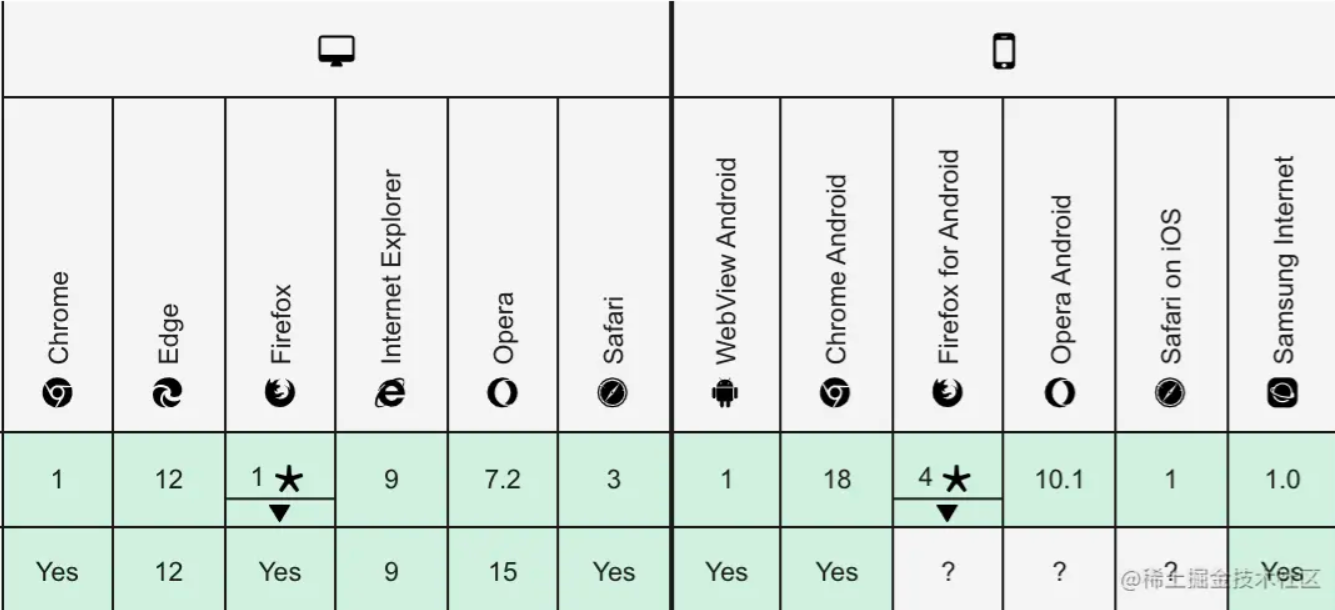 Chrome
Edge
Firefox
Internet Explorer
Opera
Safari
WebView Android
Chrome Android
Firefox for Android
Opera Android
Safari on iOS
Samsung Internet
1 12 1 ★ 9 7.2 3 1 18 4 ★ 10.1 1 1.0
▼ ▼
Yes 12 Yes 9 15 Yes Yes Yes ? ? ? Yes
@稀土掘金技术社区